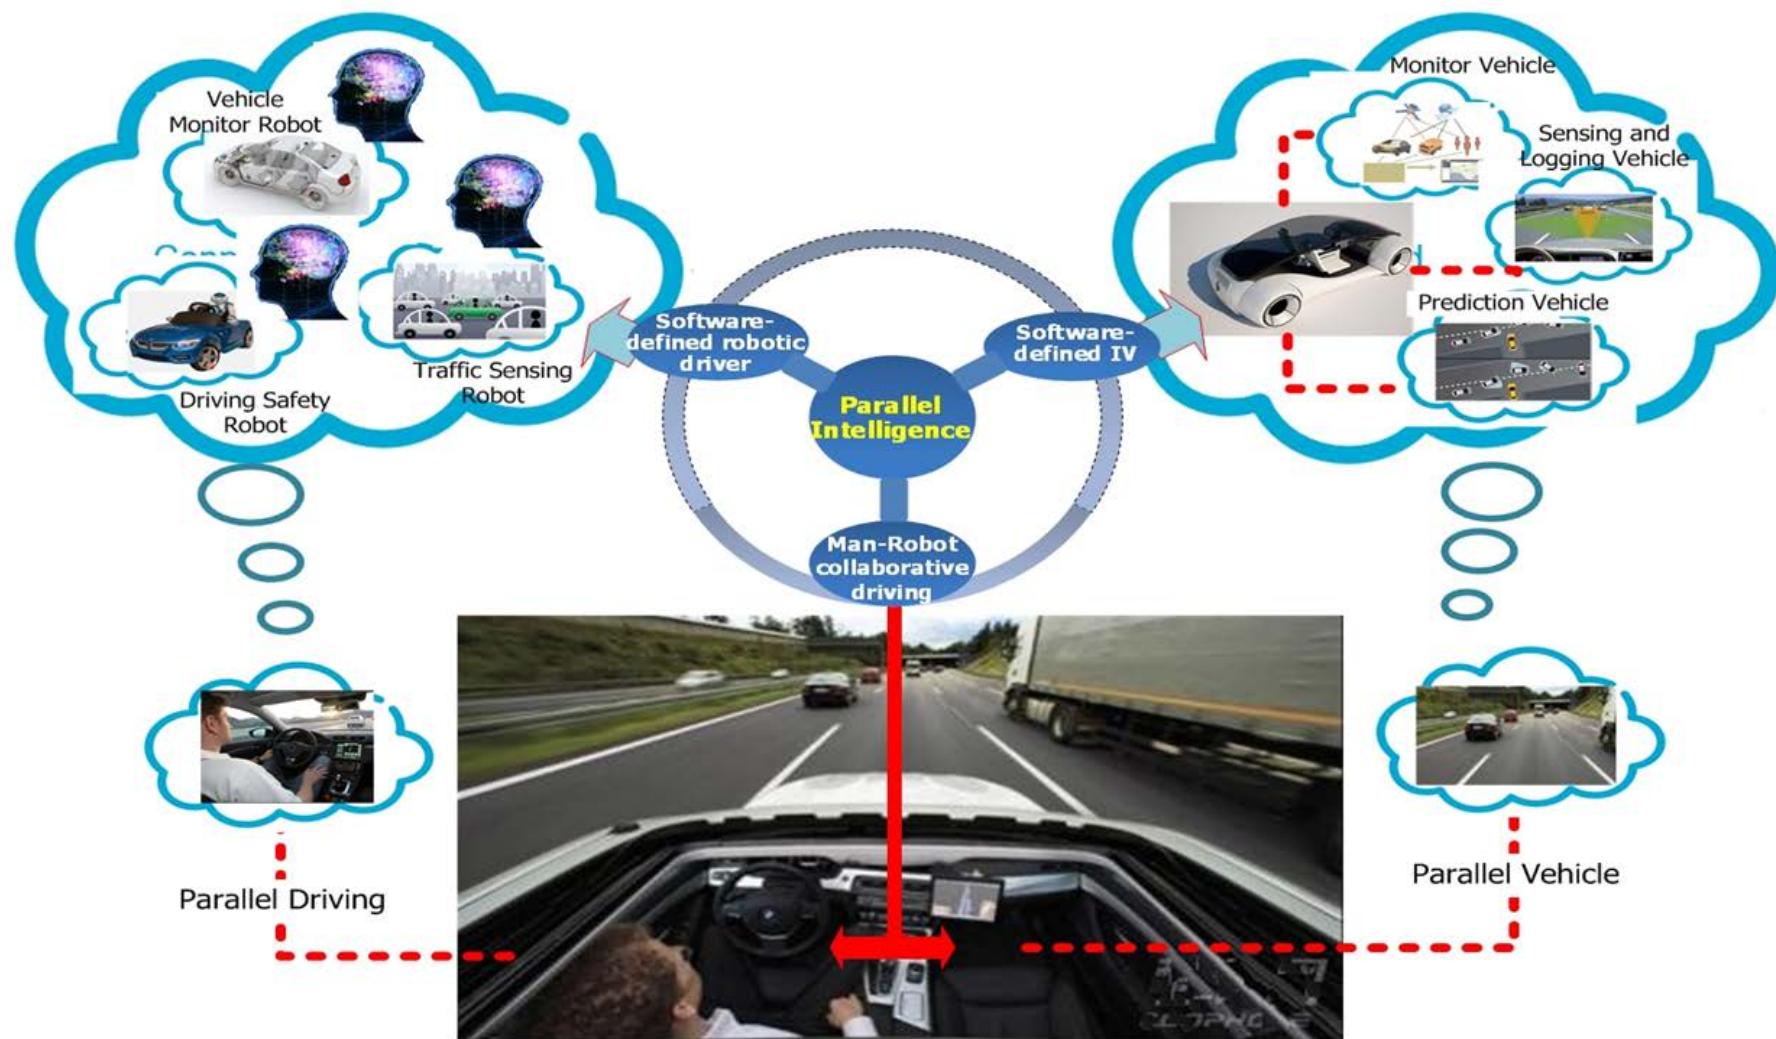 Vehicle
Monitor Robot
Driving Safety
Robot
Traffic Sensing
Robot
Software-
defined robotic
driver
Parallel
Intelligence
Software-
defined IV
Man-Robot
collaborative
driving
Monitor Vehicle
Sensing and
Logging Vehicle
Prediction Vehicle
Parallel Driving
Parallel Vehicle